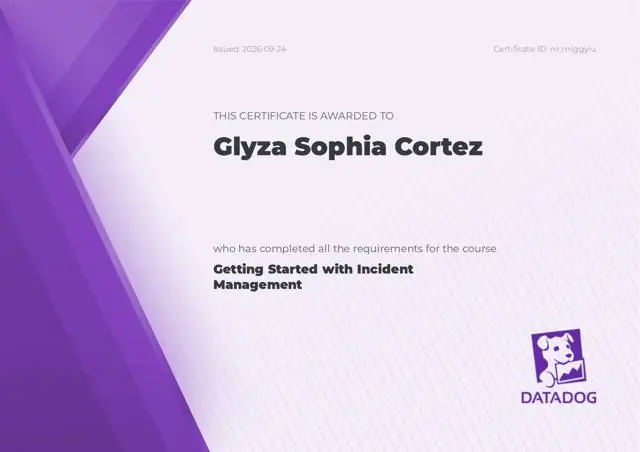 Issued: 2026-09-24
Certificate ID:
THIS CERTIFICATE IS AWARDED TO
Glyza Sophia Cortez
who has completed all the requirements for the course
Getting Started with Incident
Management
DATADOG